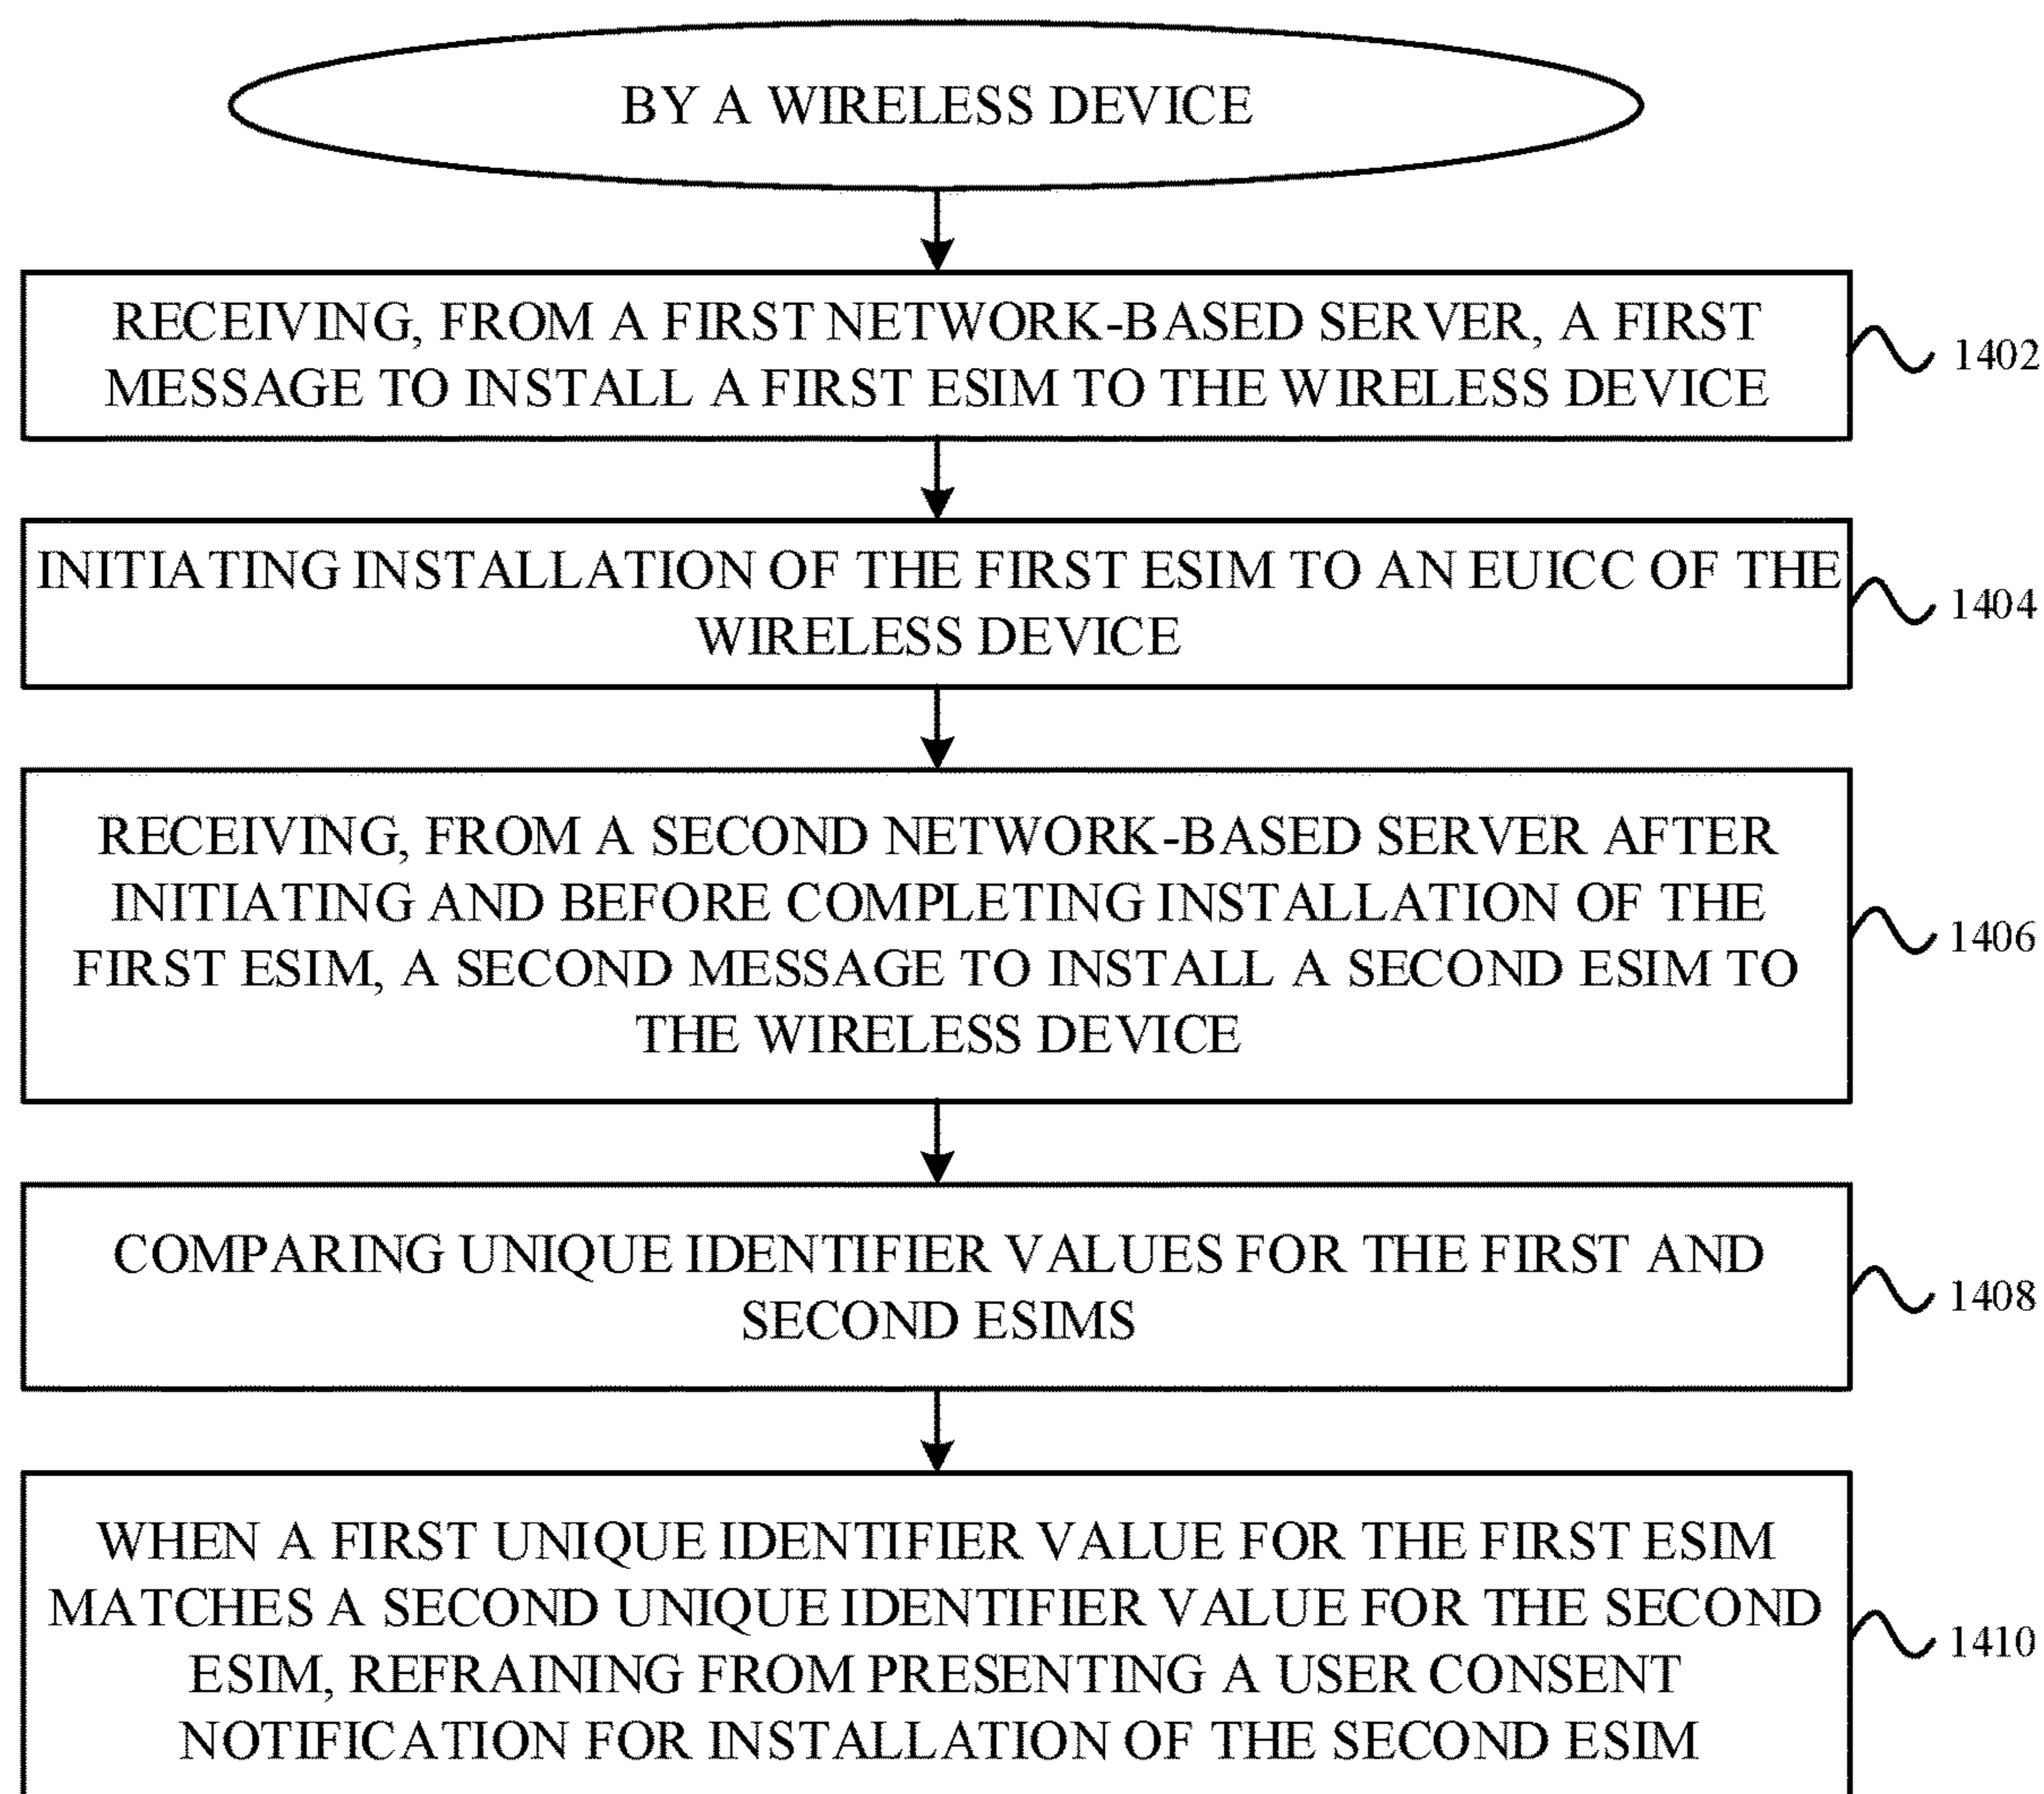 BY A WIRELESS DEVICE
RECEIVING, FROM A FIRST NETWORK-BASED SERVER, A FIRST
MESSAGE TO INSTALL A FIRST ESIM TO THE WIRELESS DEVICE
1402
INITIATING INSTALLATION OF THE FIRST ESIM TO AN EUICC OF THE
WIRELESS DEVICE
1404
RECEIVING, FROM A SECOND NETWORK-BASED SERVER AFTER
INITIATING AND BEFORE COMPLETING INSTALLATION OF THE
FIRST ESIM, A SECOND MESSAGE TO INSTALL A SECOND ESIM TO
THE WIRELESS DEVICE
1406
COMPARING UNIQUE IDENTIFIER VALUES FOR THE FIRST AND
SECOND ESIMS
1408
WHEN A FIRST UNIQUE IDENTIFIER VALUE FOR THE FIRST ESIM
MATCHES A SECOND UNIQUE IDENTIFIER VALUE FOR THE SECOND
ESIM, REFRAINING FROM PRESENTING A USER CONSENT
NOTIFICATION FOR INSTALLATION OF THE SECOND ESIM
1410